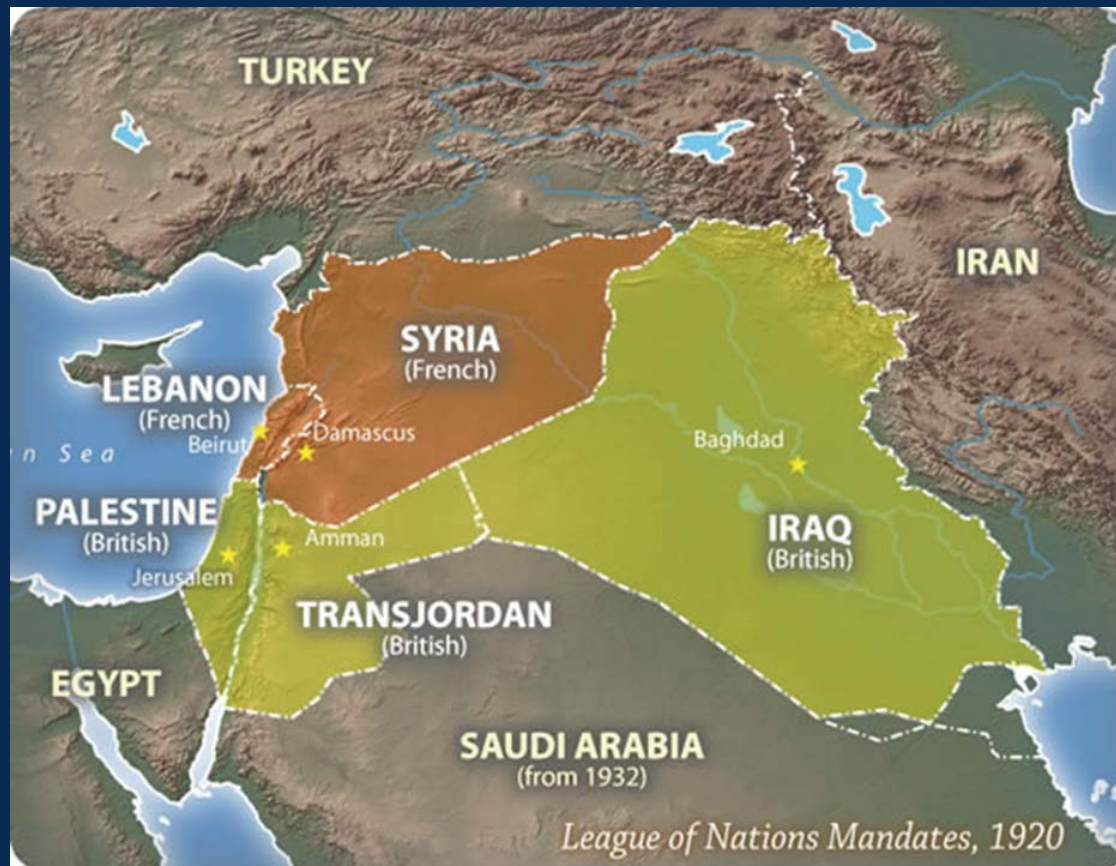 TURKEY
IRAN
SYRIA
(French)
LEBANON
(French)
Beirut
Damascus
n Sea
Baghdad
PALESTINE
(British)
Amman
IRAQ
(British)
Jerusalem
TRANSJORDAN
(British)
EGYPT
SAUDI ARABIA
(from 1932)
League of Nations Mandates, 1920